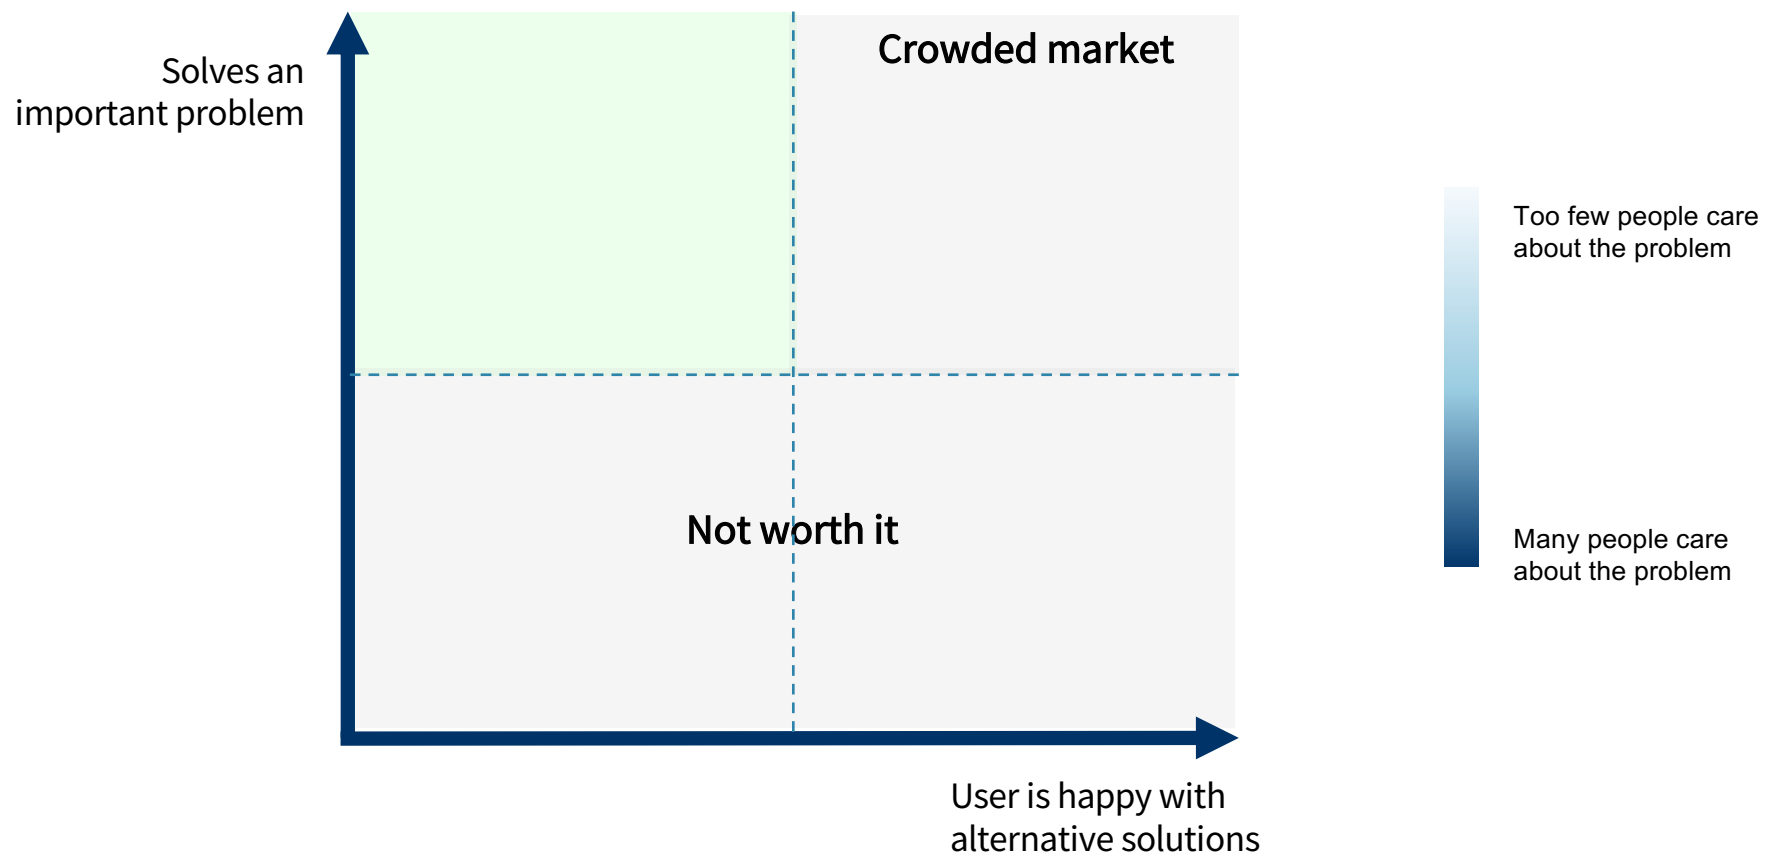 Solves an
important problem
Crowded market
Not worth it
User is happy with
alternative solutions
Too few people care
about the problem
Many people care
about the problem